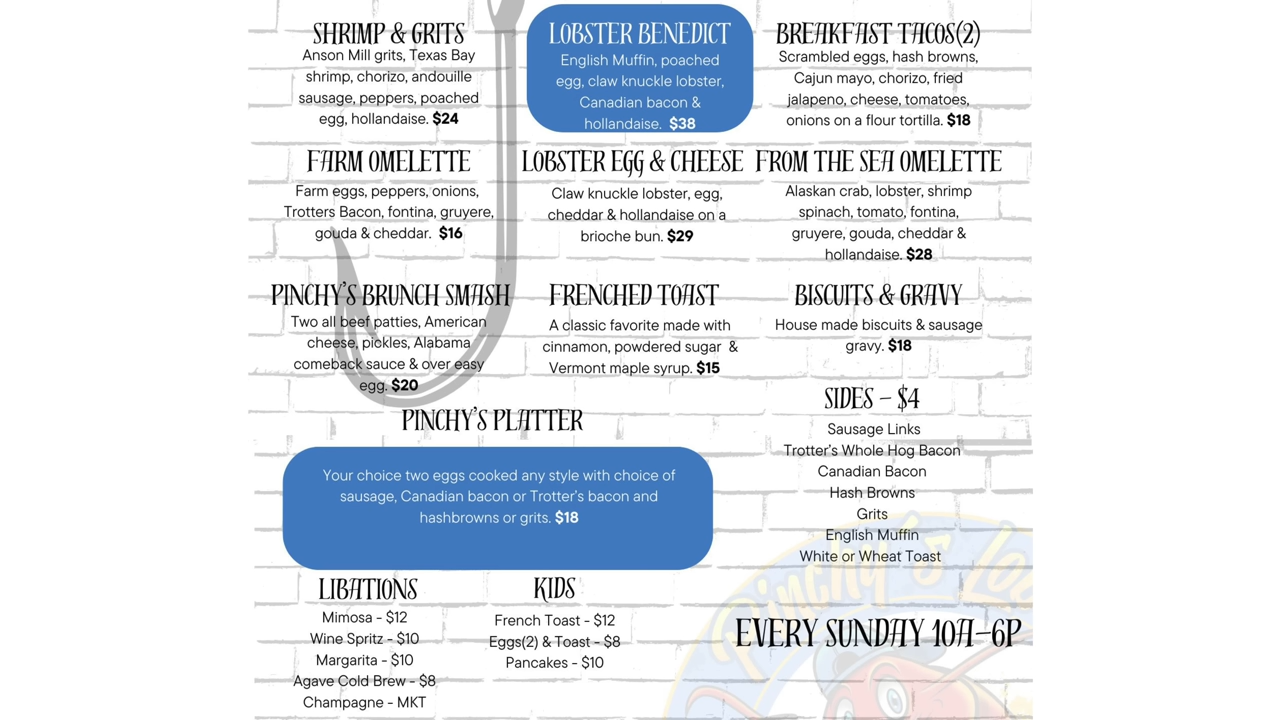 SHRIMP & GRITS
Anson Mill grits, Texas Bay
shrimp, chorizo, andouille
sausage, peppers, poached
egg, hollandaise. $24
LOBSTER BENEDICT
English Muffin, poached
egg, claw knuckle lobster,
Canadian bacon &
hollandaise. $38
BREAKFAST TACOS(2)
Scrambled eggs, hash browns,
Cajun mayo, chorizo, fried
jalapeno, cheese, tomatoes,
onions on a flour tortilla. $18
FARM OMELETTE
Farm eggs, peppers, onions,
Trotters Bacon, fontina, gruyere,
gouda & cheddar. $16
LOBSTER EGG & CHEESE
Claw knuckle lobster, egg,
cheddar & hollandaise on a
brioche bun. $29
FROM THE SEA OMELETTE
Alaskan crab, lobster, shrimp
spinach, tomato, fontina,
gruyere, gouda, cheddar &
hollandaise. $28
PINCHY'S BRUNCH SMASH
Two all beef patties, American
cheese, pickles, Alabama
comeback sauce & over easy
egg. $20
FRENCHED TOAST
A classic favorite made with
cinnamon, powdered sugar &
Vermont maple syrup. $15
BISCUITS & GRAVY
House made biscuits & sausage
gravy. $18
PINCHY'S PLATTER
Your choice two eggs cooked any style with choice of
sausage, Canadian bacon or Trotter's bacon and
hashbrowns or grits. $18
SIDES – $4
Sausage Links
Trotter's Whole Hog Bacon
Canadian Bacon
Hash Browns
Grits
English Muffin
White or Wheat Toast
LIBATIONS
Mimosa - $12
Wine Spritz - $10
Margarita - $10
Agave Cold Brew - $8
Champagne - MKT
KIDS
French Toast - $12
Eggs(2) & Toast - $8
Pancakes - $10
Pinchy's
EVERY SUNDAY 10A–6P